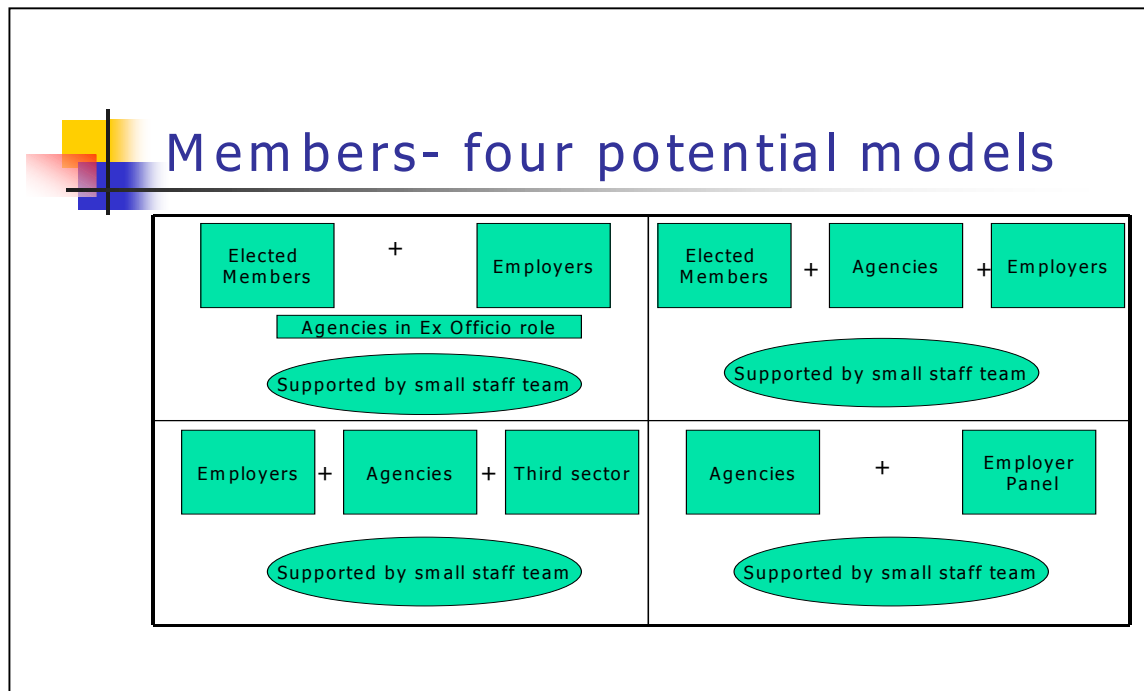 Members- four potential models
Elected
Members
+
Employers
Agencies in Ex Officio role
Supported by small staff team
Elected
Members
+
Agencies
+
Employers
Supported by small staff team
Employers
+
Agencies
+
Third sector
Supported by small staff team
Agencies
+
Employer
Panel
Supported by small staff team